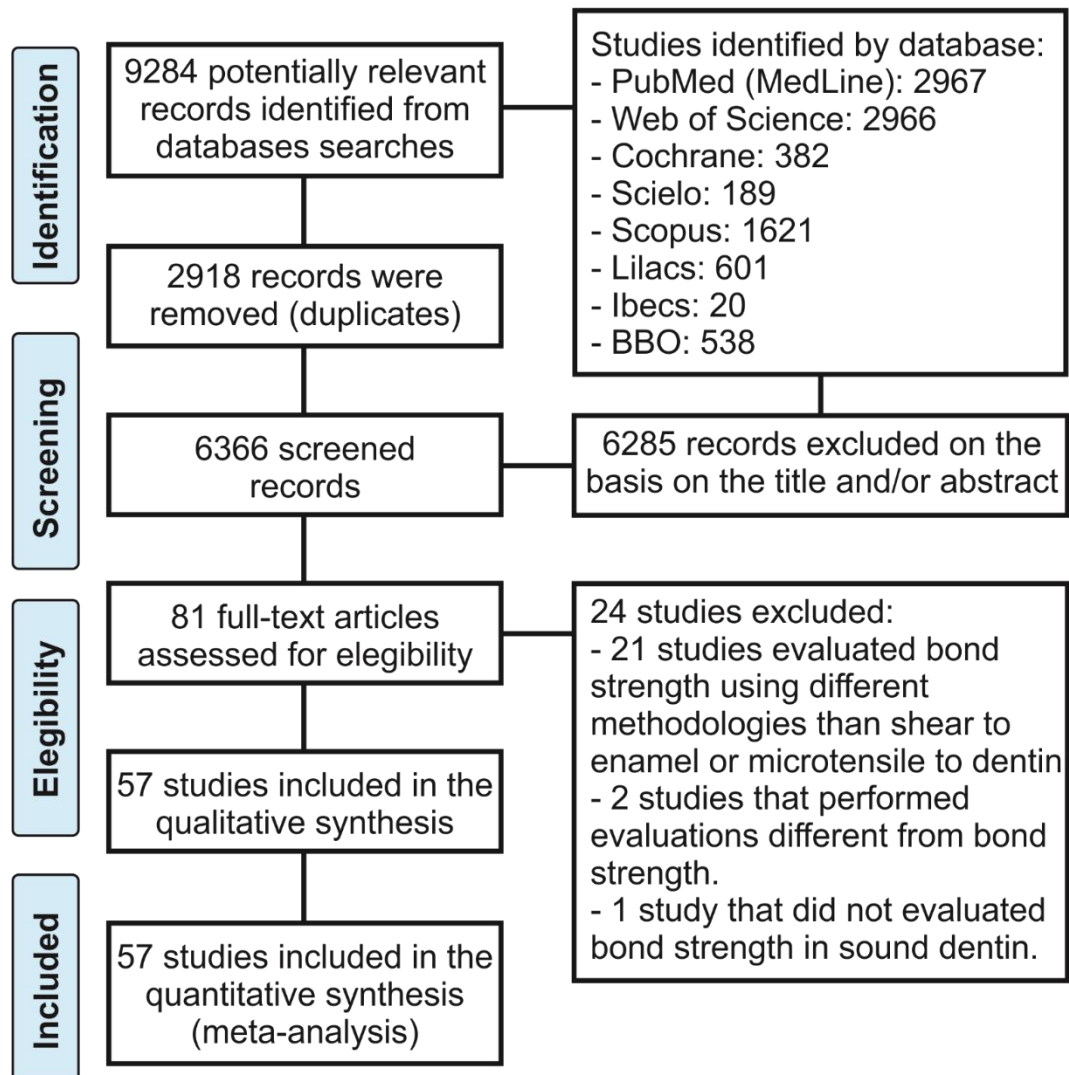 Identification
9284 potentially relevant
records identified from
databases searches
Studies identified by database:
- PubMed (MedLine): 2967
- Web of Science: 2966
- Cochrane: 382
- Scielo: 189
- Scopus: 1621
- Lilacs: 601
- Ibecs: 20
- BBO: 538
2918 records were
removed (duplicates)
Screening
6366 screened
records
6285 records excluded on the
basis on the title and/or abstract
Elegibility
81 full-text articles
assessed for elegibility
24 studies excluded:
- 21 studies evaluated bond
strength using different
methodologies than shear to
enamel or microtensile to dentin
- 2 studies that performed
evaluations different from bond
strength.
- 1 study that did not evaluated
bond strength in sound dentin.
57 studies included in the
qualitative synthesis
Included
57 studies included in the
quantitative synthesis
(meta-analysis)